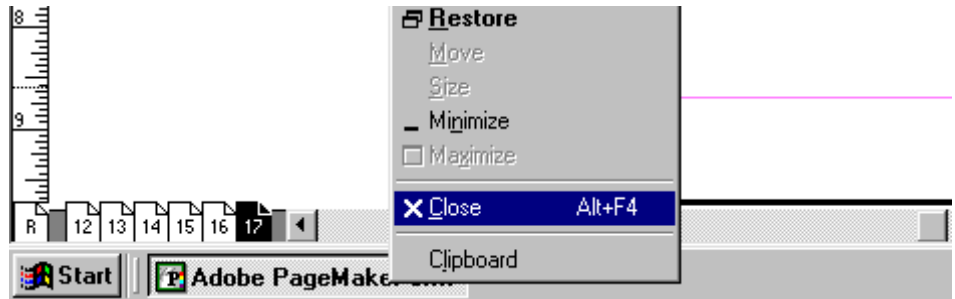 8
Restore
Move
Size
9
Minimize
Maximize
Close Alt+F4
R 12 13 14 15 16 17
Clipboard
Start Adobe PageMaker